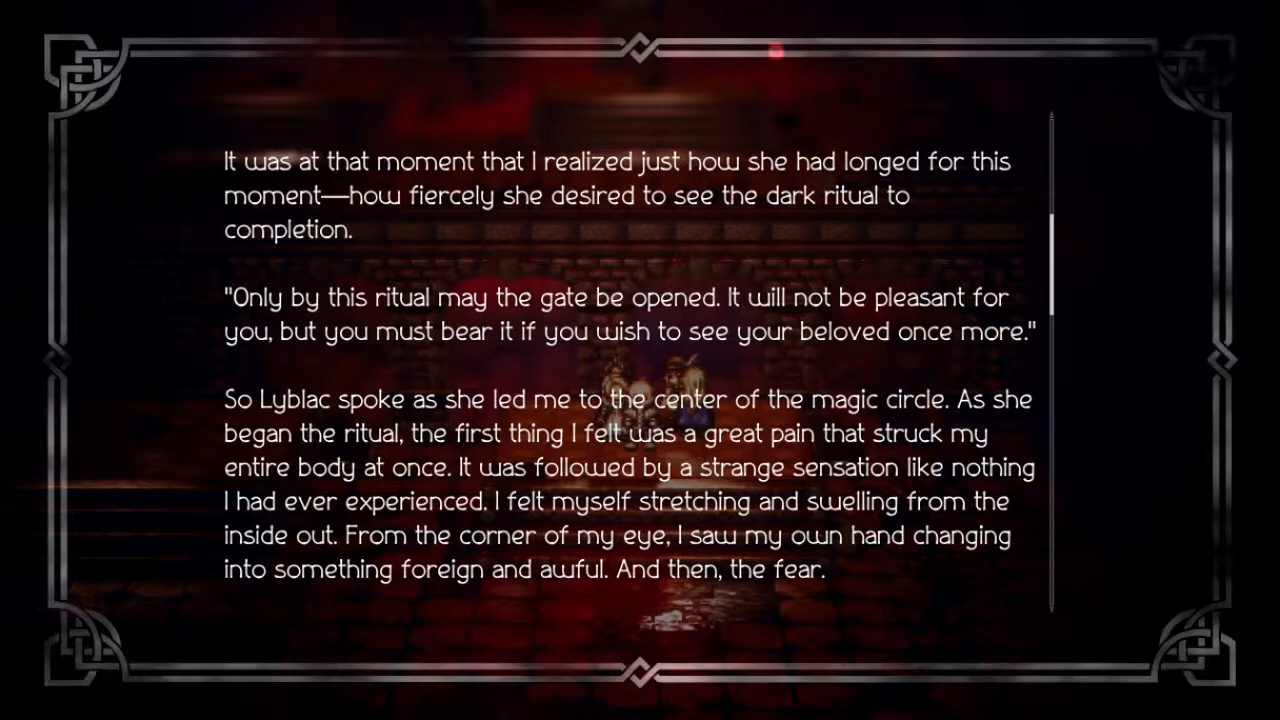 It was at that moment that I realized just how she had longed for this
moment—how fiercely she desired to see the dark ritual to
completion.
"Only by this ritual may the gate be opened. It will not be pleasant for
you, but you must bear it if you wish to see your beloved once more."
So Lyblac spoke as she led me to the center of the magic circle. As she
began the ritual, the first thing I felt was a great pain that struck my
entire body at once. It was followed by a strange sensation like nothing
I had ever experienced. I felt myself stretching and swelling from the
inside out. From the corner of my eye, I saw my own hand changing
into something foreign and awful. And then, the fear.